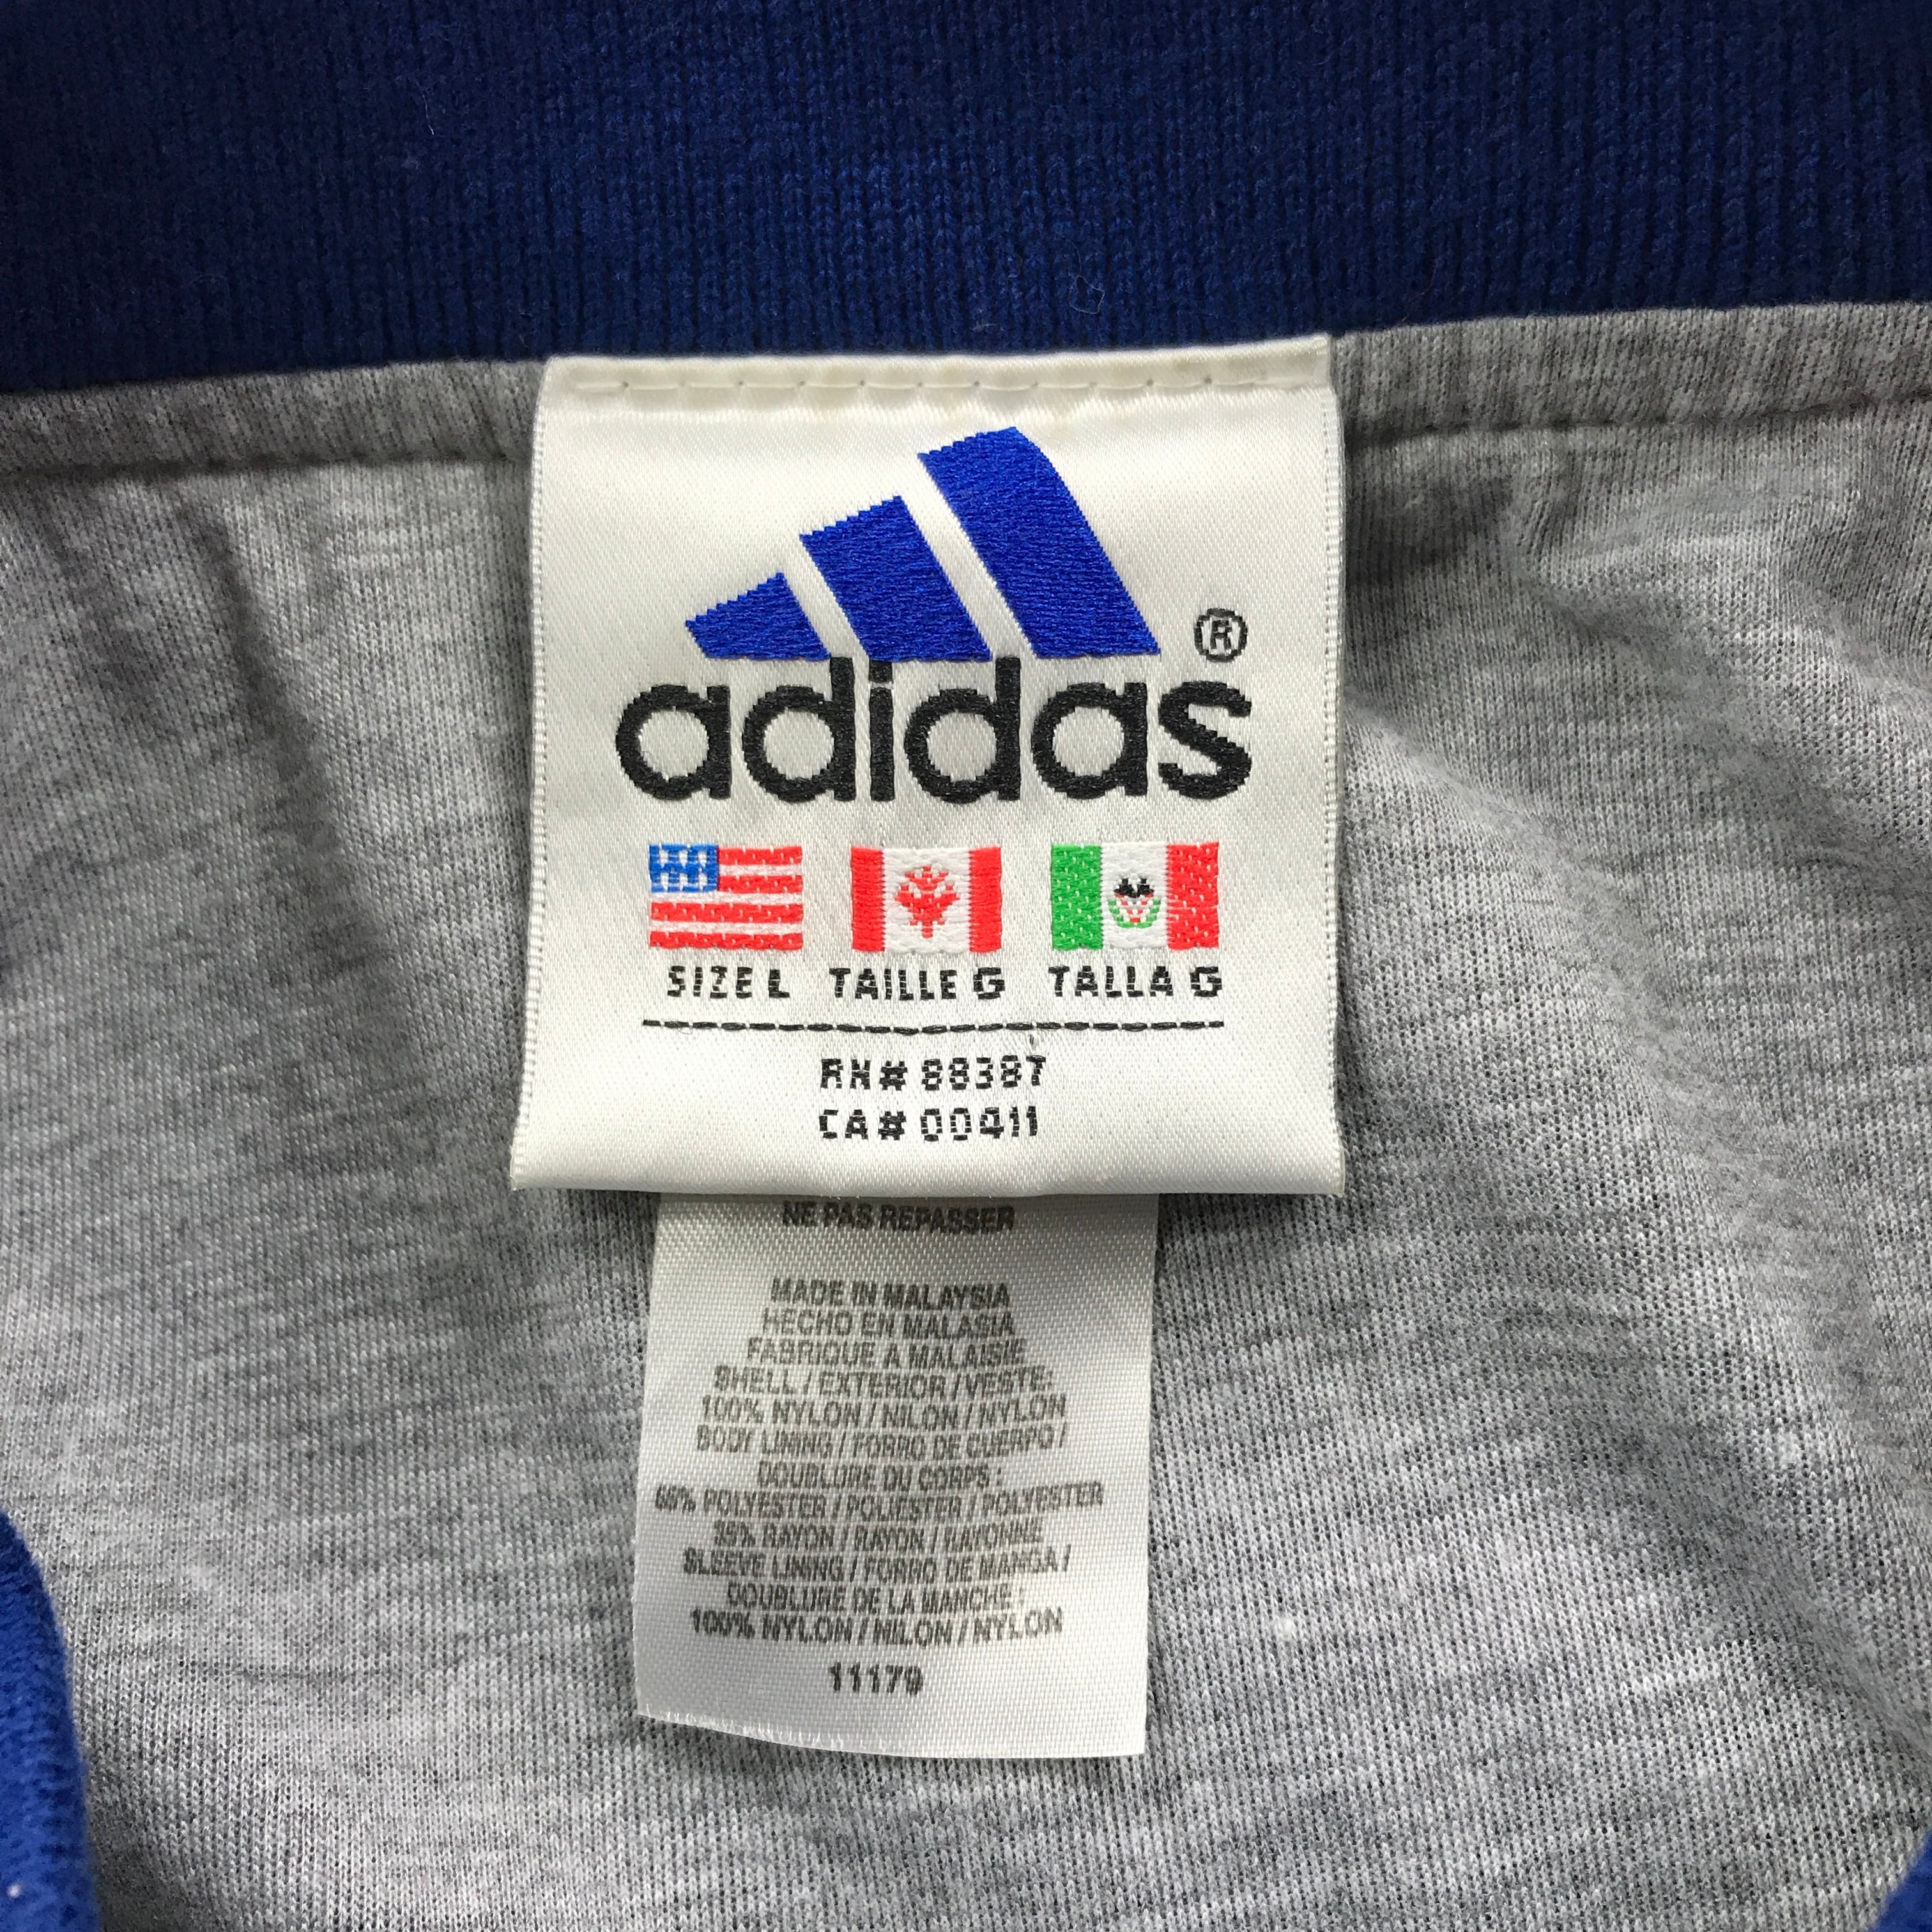 adidas®
SIZE L TAILLE G TALLA G
RN# 88387
CA# 00411
NE PAS REPASSER
MADE IN MALAYSIA
HECHO EN MALASIA
FABRIQUE A MALAISIE
SHELL / EXTERIOR / VESTE
100% NYLON / NILON / NYLON
BODY LINING / FORRO DE CUERPO /
DOUBLURE DU CORPS :
65% POLYESTER / POLIESTER / POLYESTER
35% RAYON / RAYON / RAYONNE
SLEEVE LINING / FORRO DE MANGA /
DOUBLURE DE LA MANCHE :
100% NYLON / NILON / NYLON
11179